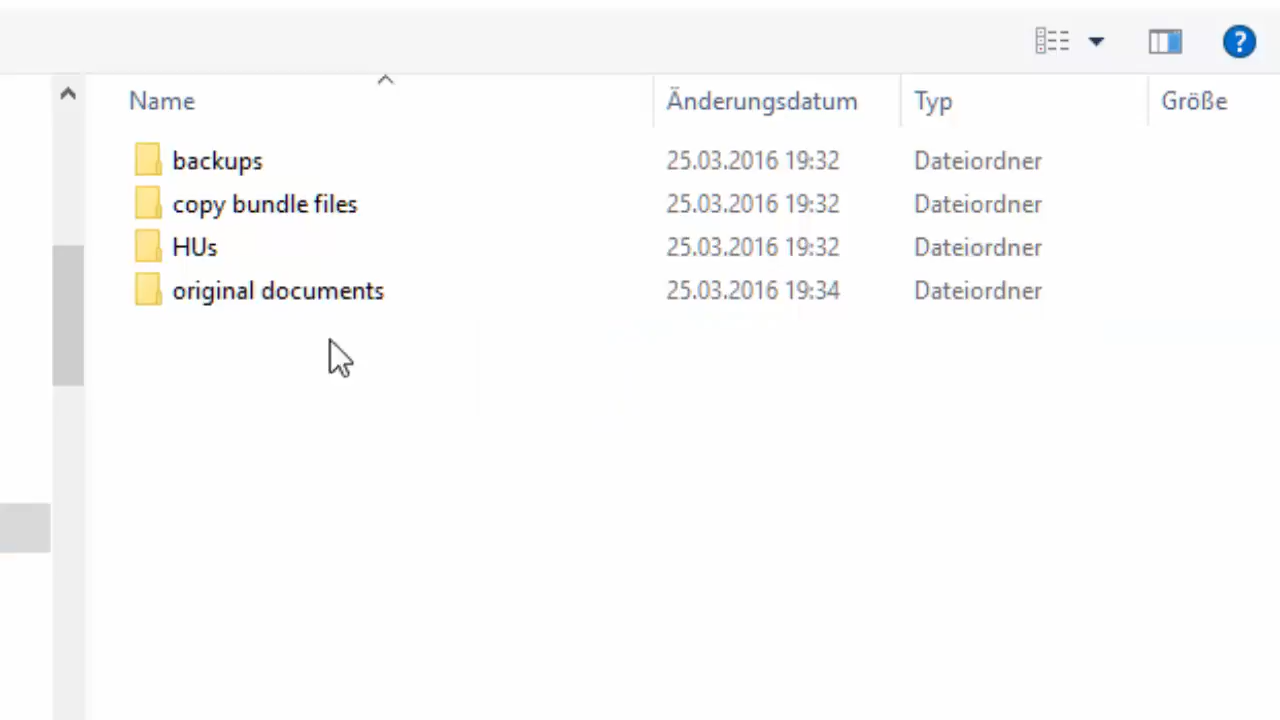 ?
Name Änderungsdatum Typ Größe
backups 25.03.2016 19:32 Dateiordner
copy bundle files 25.03.2016 19:32 Dateiordner
HUs 25.03.2016 19:32 Dateiordner
original documents 25.03.2016 19:34 Dateiordner